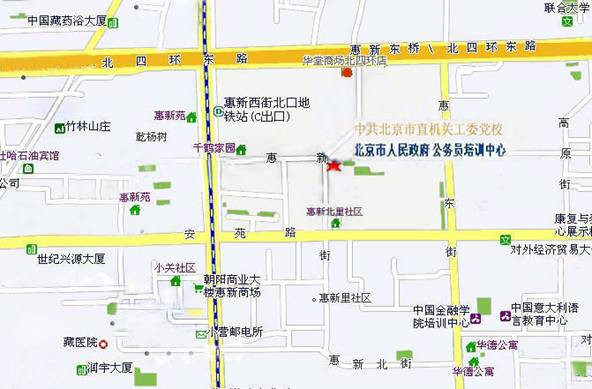 中国藏药浴大厦
联合大学
惠新东桥\北四环东路
北四环东路
华堂商场北四环店
惠新西街北口地
铁站(C出口)
惠新苑
竹林山庄
乾杨树
千鹤家园
中共北京市直机关工委党校
北京市人民政府公务员培训中心
惠新
惠
高原街
吐哈石油宾馆
公司
惠新苑
惠新北里社区
东
街
康复与
心展示
安苑路
世纪兴源大厦
对外经济贸易大
小关社区
朝阳商业大
楼惠新商场
街
惠新里社区
中国金融学
院培训中心
中国意大利语
言教育中心
小营邮电所
藏医院
润宇大厦
惠新北街
华德公寓
华德公寓